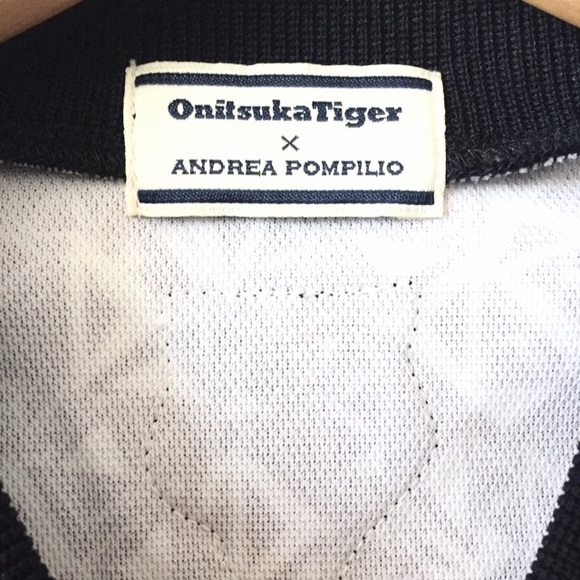 OnitsukaTiger
×
ANDREA POMPILIO